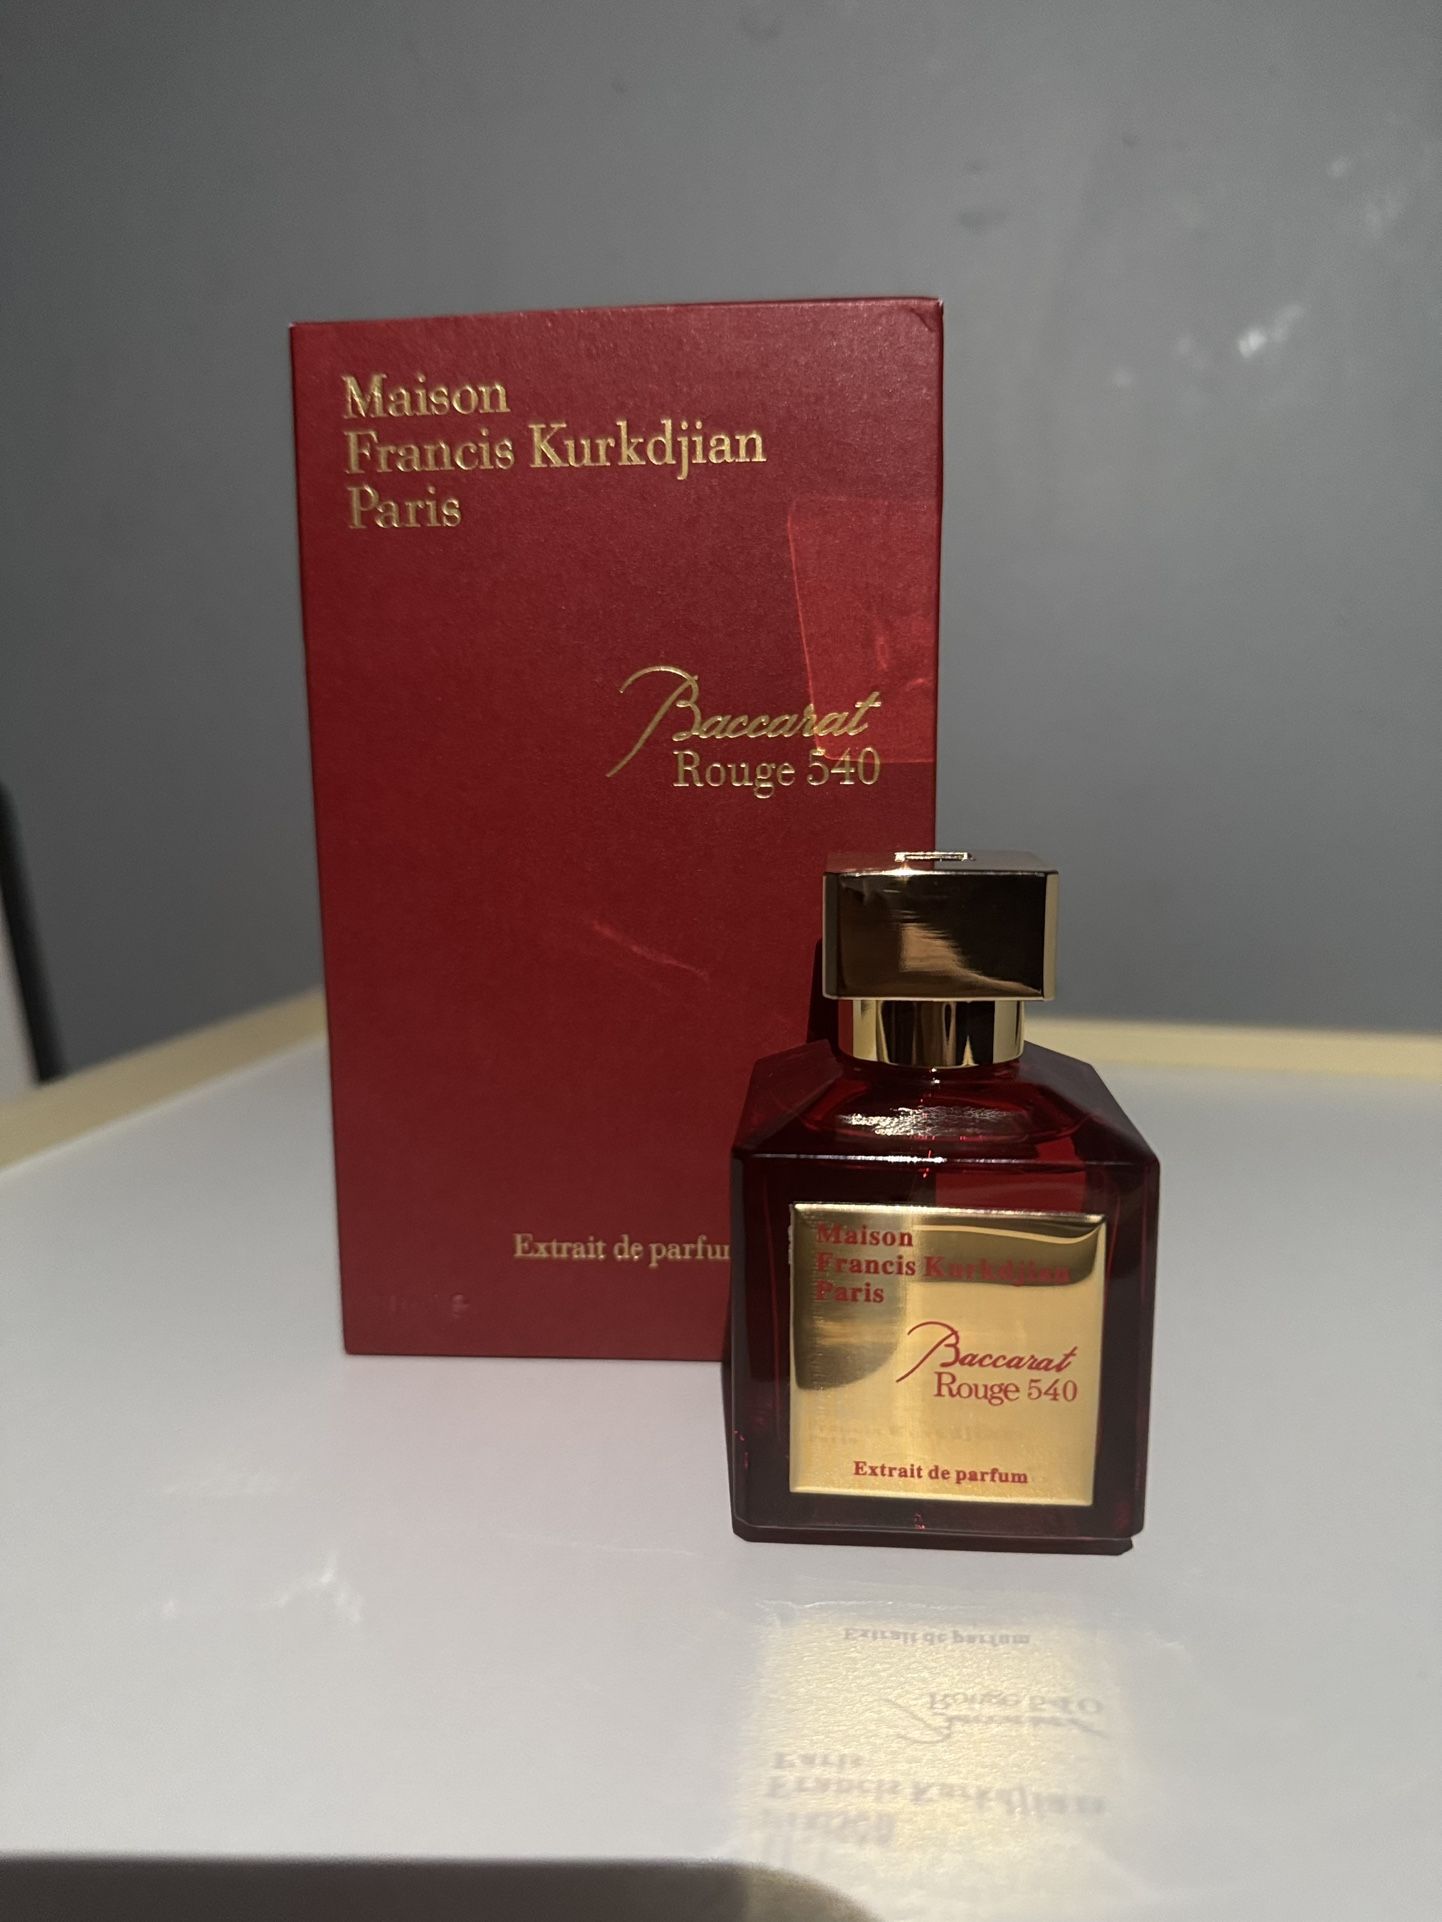 Maison
Francis Kurkdjian
Paris
Baccarat
Rouge 540
Extrait de parfu
Maison
Francis Kurkdjian
Paris
Baccarat
Rouge 540
Extrait de parfum